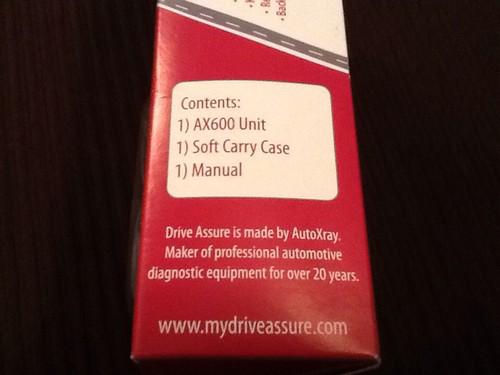 Contents:
1) AX600 Unit
1) Soft Carry Case
1) Manual
Drive Assure is made by AutoXray.
Maker of professional automotive
diagnostic equipment for over 20 years.
www.mydriveassure.com